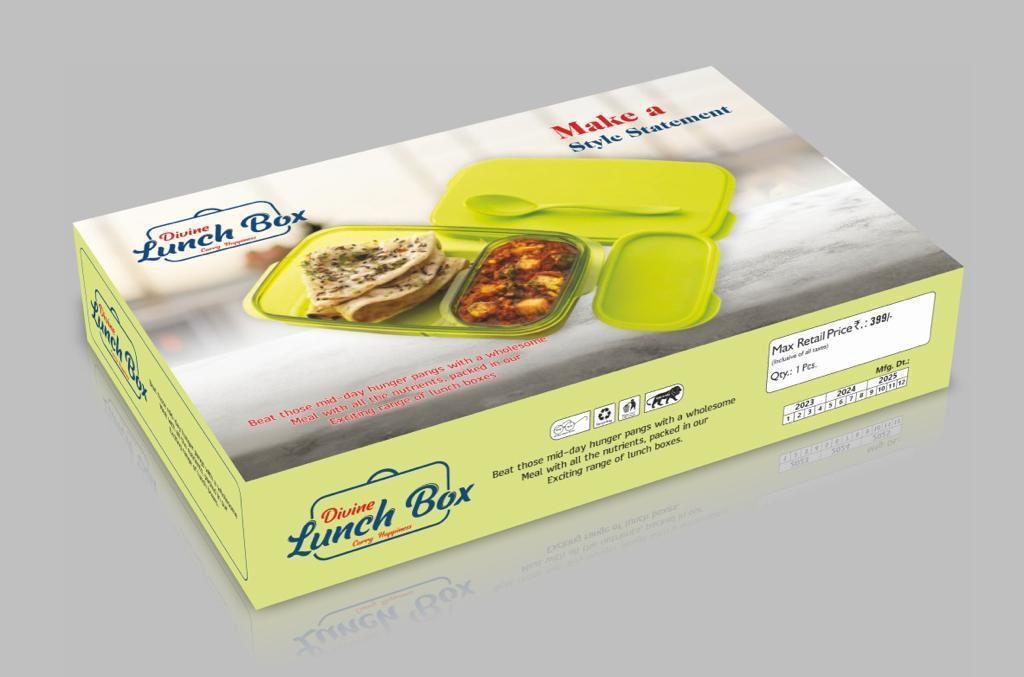 Make a
Style Statement
Divine
Lunch Box
Carry Happiness
Beat those mid-day hunger pangs with a wholesome
Meal with all the nutrients, packed in our
Exciting range of lunch boxes
Divine
Lunch Box
Carry Happiness
Divine
Lunch Box
Carry Happiness
Beat those mid-day hunger pangs with a wholesome
Meal with all the nutrients, packed in our
Exciting range of lunch boxes.
Max Retail Price ₹.: 399/-
(Inclusive of all taxes)
Qty.: 1 Pcs.
Mfg. Dt.:
2023 2024 2025
1 2 3 4 5 6 7 8 9 10 11 12